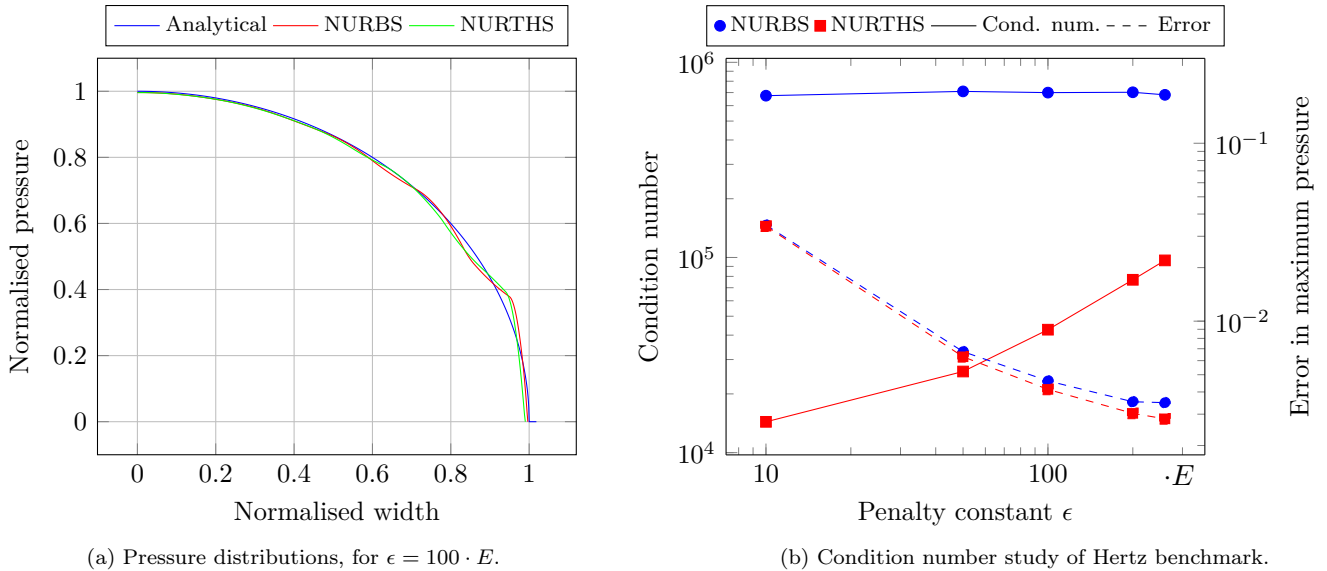 Analytical NURBS NURTHS
1
0.8
0.6
0.4
0.2
0
Normalised pressure
0 0.2 0.4 0.6 0.8 1
Normalised width
(a) Pressure distributions, for ϵ = 100 · E.
NURBS NURTHS Cond. num. Error
10^6
10^5
10^4
Condition number
10^−1
10^−2
Error in maximum pressure
10 100 ·E
Penalty constant ϵ
(b) Condition number study of Hertz benchmark.